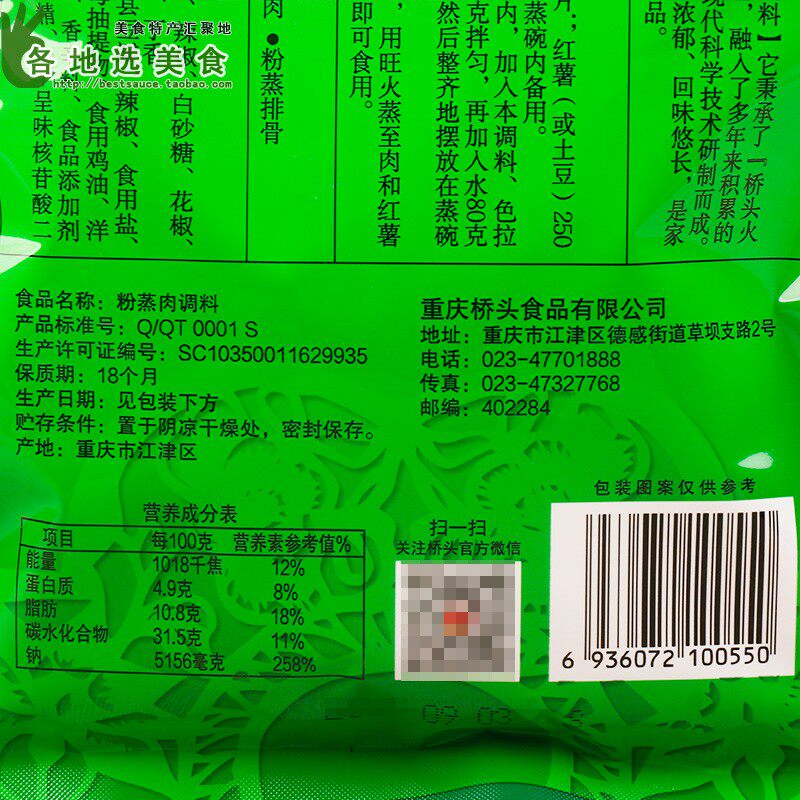 美食特产汇聚地
各地选美食
http://bestsauce.taobao.com
料】它秉承了『桥头火
，融入了多年来积累的
现代科学技术研制而成。
浓郁、回味悠长，是家
品。
片；红薯（或土豆）250
蒸碗内备用。
肉，加入本调料、色拉
克拌匀，再加入水80克
然后整齐地摆放在蒸碗
，用旺火蒸至肉和红薯
即可食用。
肉·粉蒸排骨
辣椒、白砂糖、花椒、
辣椒、食用盐、
抽提物、食用鸡油、洋
香料、食品添加剂
呈味核苷酸二
食品名称：粉蒸肉调料
产品标准号：Q/QT 0001 S
生产许可证编号：SC10350011629935
保质期：18个月
生产日期：见包装下方
贮存条件：置于阴凉干燥处，密封保存。
产地：重庆市江津区
重庆桥头食品有限公司
地址：重庆市江津区德感街道草坝支路2号
电话：023-47701888
传真：023-47327768
邮编：402284
营养成分表
项目 每100克 营养素参考值%
能量 1018千焦 12%
蛋白质 4.9克 8%
脂肪 10.8克 18%
碳水化合物 31.5克 11%
钠 5156毫克 258%
扫一扫
关注桥头官方微信
包装图案仅供参考
6 936072 100550
09 03